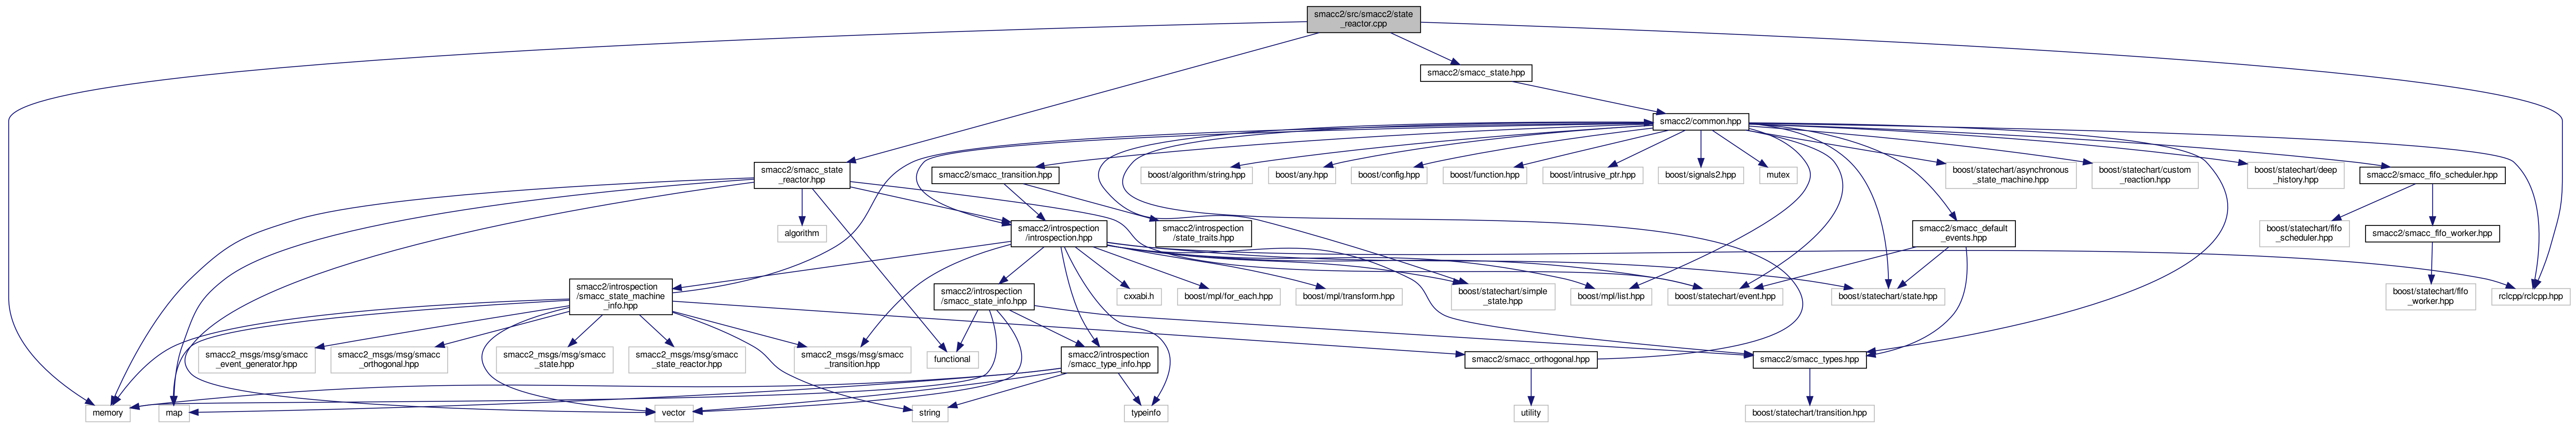 smacc2/src/smacc2/state
_reactor.cpp
smacc2/smacc_state.hpp
smacc2/common.hpp
smacc2/smacc_state
_reactor.hpp
smacc2/smacc_transition.hpp
boost/algorithm/string.hpp
boost/any.hpp
boost/config.hpp
boost/function.hpp
boost/intrusive_ptr.hpp
boost/signals2.hpp
mutex
boost/statechart/asynchronous
_state_machine.hpp
boost/statechart/custom
_reaction.hpp
boost/statechart/deep
_history.hpp
smacc2/smacc_fifo_scheduler.hpp
algorithm
smacc2/introspection
/introspection.hpp
smacc2/introspection
/state_traits.hpp
smacc2/smacc_default
_events.hpp
boost/statechart/fifo
_scheduler.hpp
smacc2/smacc_fifo_worker.hpp
smacc2/introspection
/smacc_state_machine
_info.hpp
smacc2/introspection
/smacc_state_info.hpp
cxxabi.h
boost/mpl/for_each.hpp
boost/mpl/transform.hpp
boost/statechart/simple
_state.hpp
boost/mpl/list.hpp
boost/statechart/event.hpp
boost/statechart/state.hpp
boost/statechart/fifo
_worker.hpp
rclcpp/rclcpp.hpp
smacc2_msgs/msg/smacc
_event_generator.hpp
smacc2_msgs/msg/smacc
_orthogonal.hpp
smacc2_msgs/msg/smacc
_state.hpp
smacc2_msgs/msg/smacc
_state_reactor.hpp
smacc2_msgs/msg/smacc
_transition.hpp
functional
smacc2/introspection
/smacc_type_info.hpp
smacc2/smacc_orthogonal.hpp
smacc2/smacc_types.hpp
memory
map
vector
string
typeinfo
utility
boost/statechart/transition.hpp